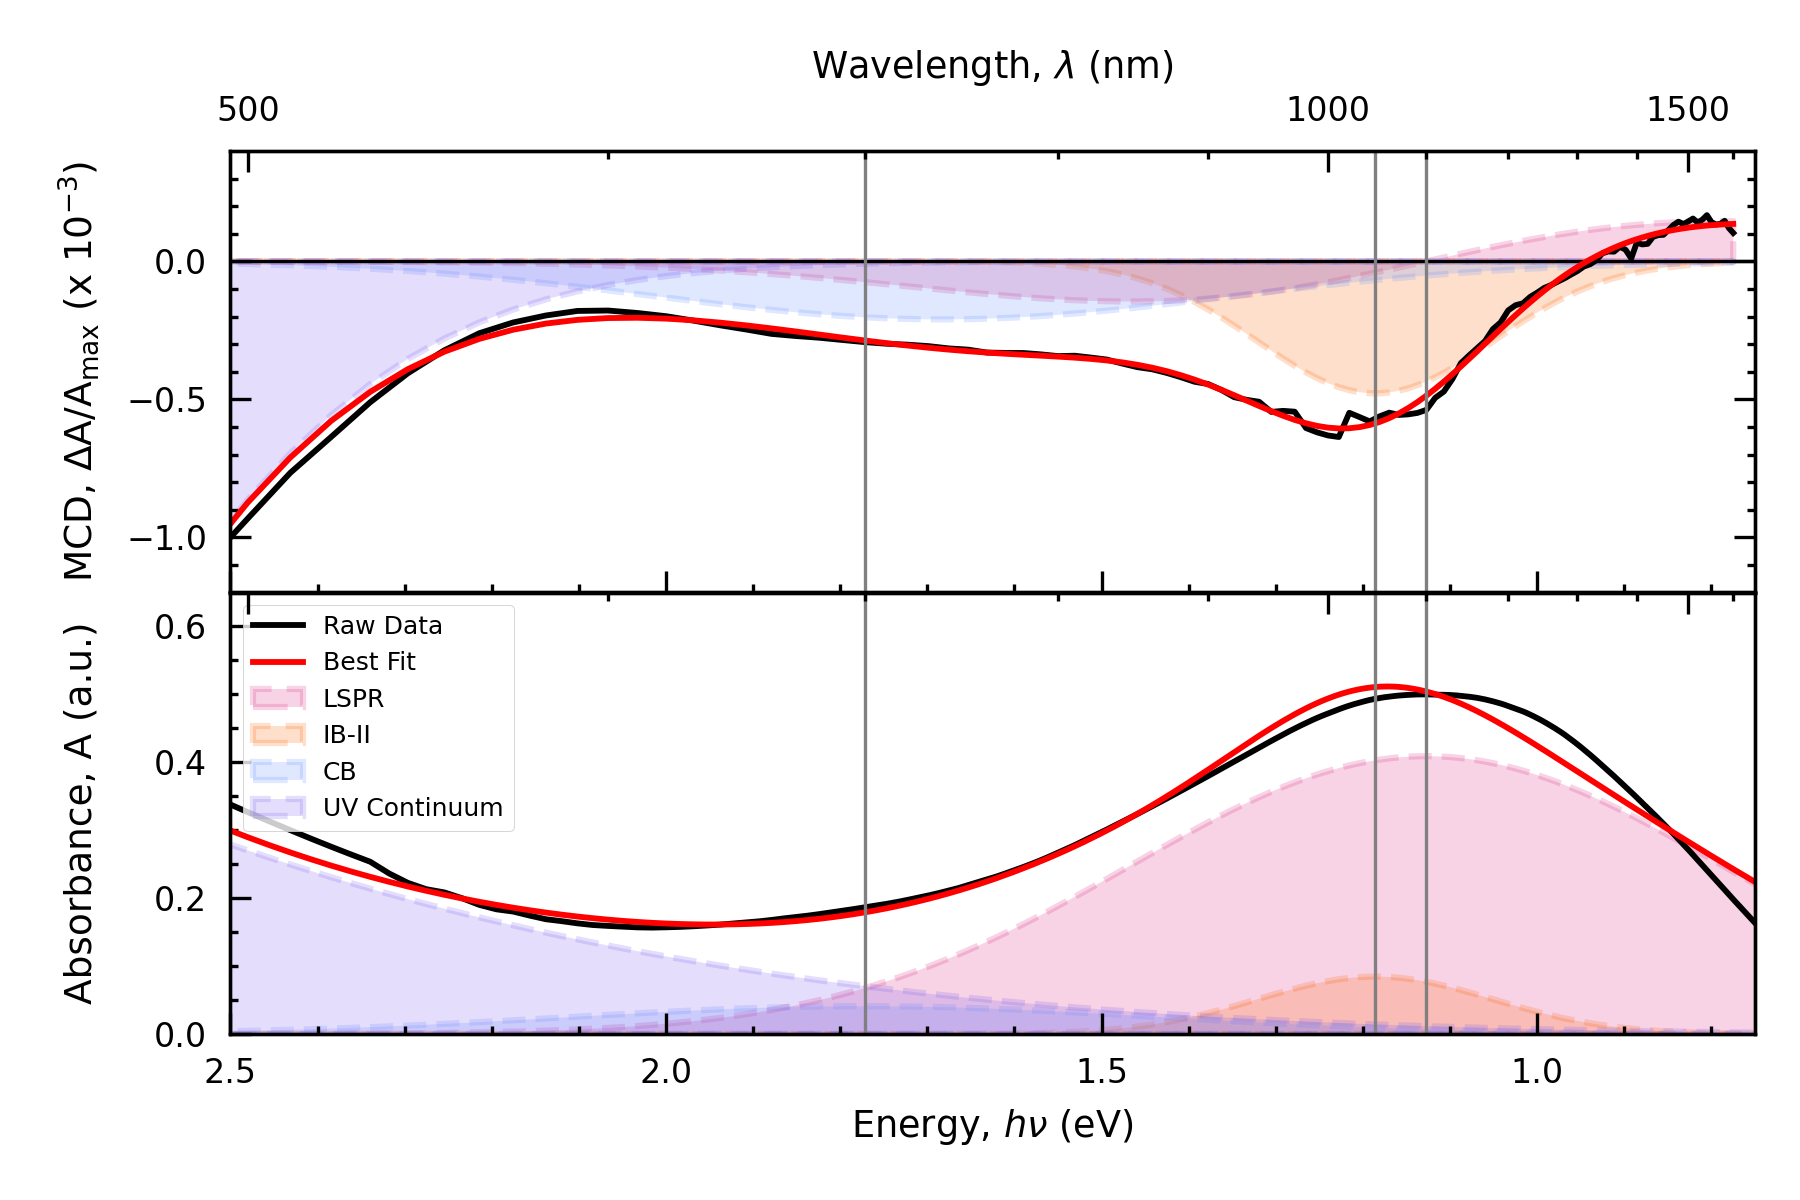 Wavelength, λ (nm)
500 1000 1500
MCD, ΔA/Amax (x 10−3)
0.0
−0.5
−1.0
Absorbance, A (a.u.)
0.6
0.4
0.2
0.0
Raw Data
Best Fit
LSPR
IB-II
CB
UV Continuum
2.5 2.0 1.5 1.0
Energy, hν (eV)